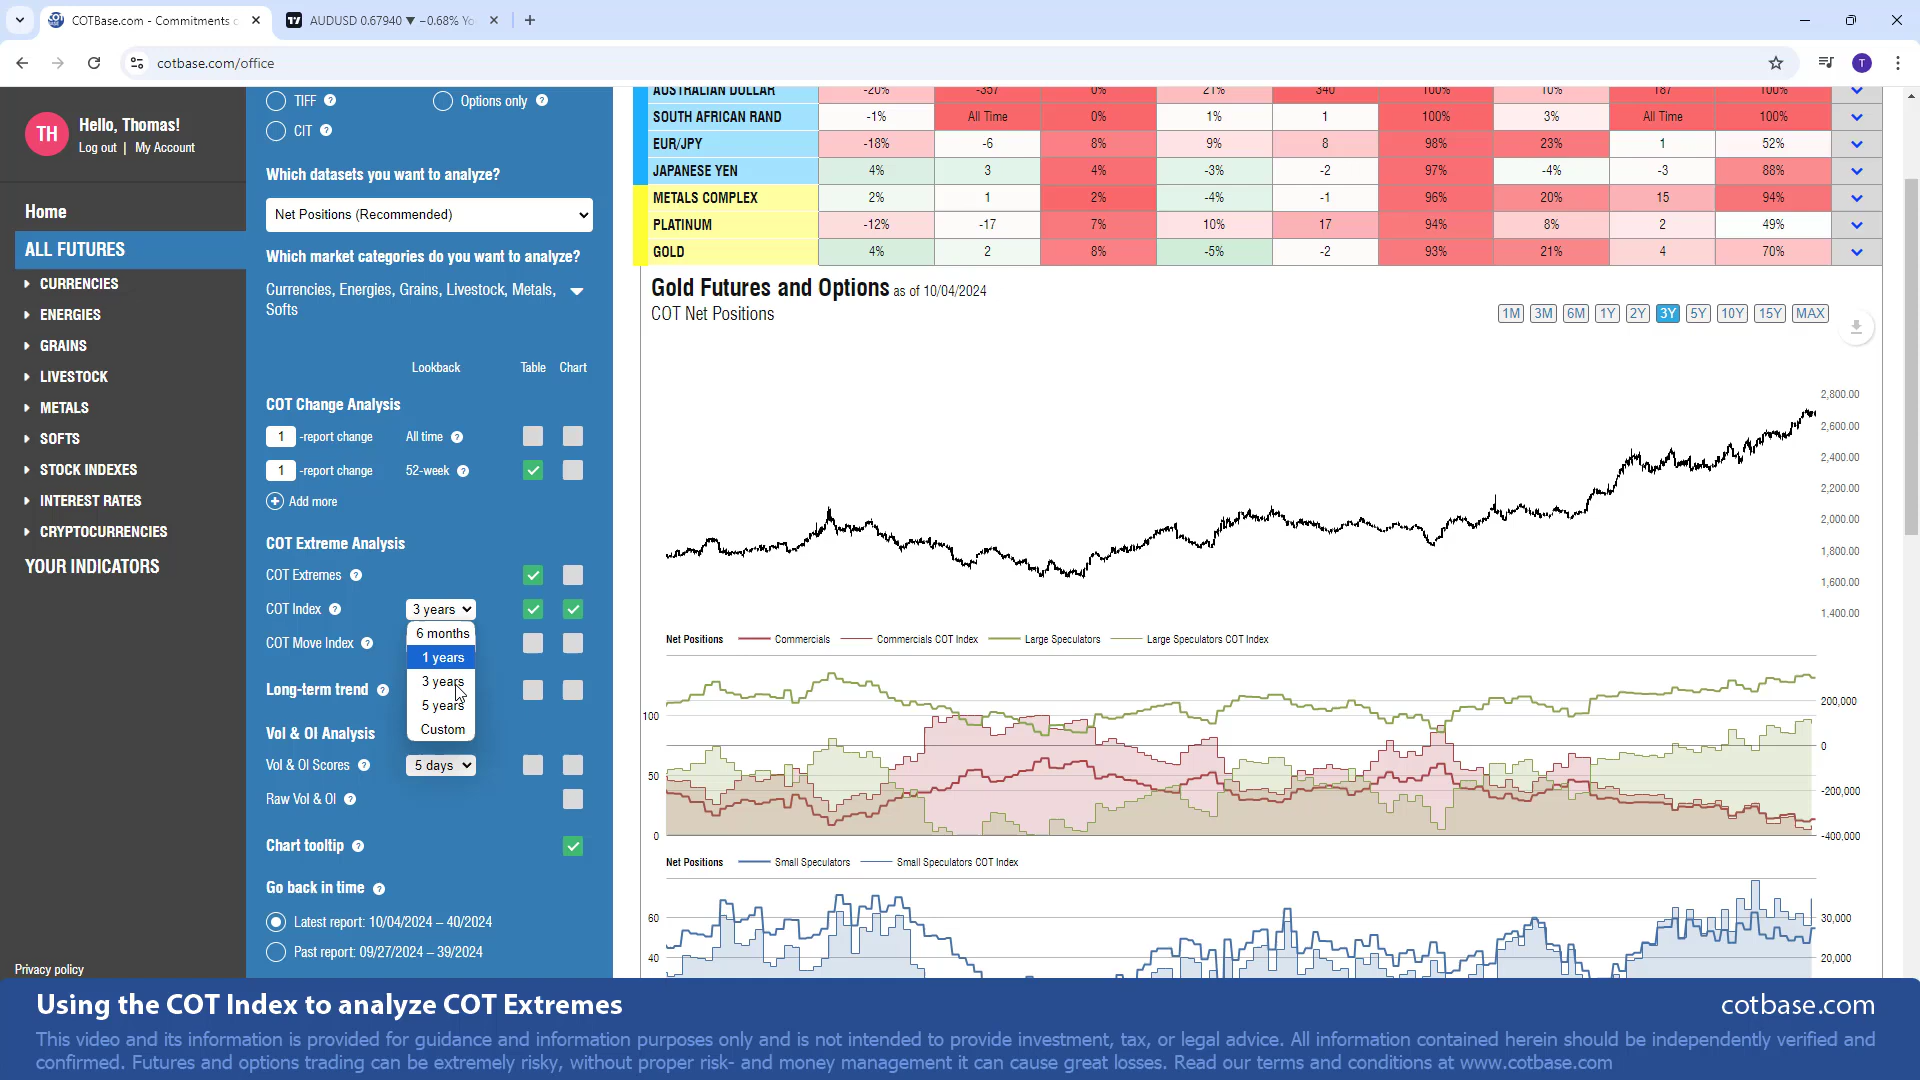 COTBase.com - Commitments
AUDUSD 0.67940 ▼ −0.68%
cotbase.com/office
T
TH
Hello, Thomas!
Log out | My Account
Home
ALL FUTURES
CURRENCIES
ENERGIES
GRAINS
LIVESTOCK
METALS
SOFTS
STOCK INDEXES
INTEREST RATES
CRYPTOCURRENCIES
YOUR INDICATORS
Privacy policy
TIFF ?
Options only ?
CIT ?
Which datasets you want to analyze?
Net Positions (Recommended)
Which market categories do you want to analyze?
Currencies, Energies, Grains, Livestock, Metals,
Softs
Lookback Table Chart
COT Change Analysis
1 -report change All time ?
1 -report change 52-week ?
Add more
COT Extreme Analysis
COT Extremes ?
COT Index ? 3 years
6 months
COT Move Index ?
1 years
3 years
Long-term trend ?
5 years
Custom
Vol & OI Analysis
Vol & OI Scores ? 5 days
Raw Vol & OI ?
Chart tooltip ?
Go back in time ?
Latest report: 10/04/2024 – 40/2024
Past report: 09/27/2024 – 39/2024
AUSTRALIAN DOLLAR -20% -357 0% 21% 340 100% 10% 187 100%
SOUTH AFRICAN RAND -1% All Time 0% 1% 1 100% 3% All Time 100%
EUR/JPY -18% -6 8% 9% 8 98% 23% 1 52%
JAPANESE YEN 4% 3 4% -3% -2 97% -4% -3 88%
METALS COMPLEX 2% 1 2% -4% -1 96% 20% 15 94%
PLATINUM -12% -17 7% 10% 17 94% 8% 2 49%
GOLD 4% 2 8% -5% -2 93% 21% 4 70%
Gold Futures and Options as of 10/04/2024
COT Net Positions
1M 3M 6M 1Y 2Y 3Y 5Y 10Y 15Y MAX
2,800.00
2,600.00
2,400.00
2,200.00
2,000.00
1,800.00
1,600.00
1,400.00
Net Positions Commercials Commercials COT Index Large Speculators Large Speculators COT Index
200,000
100
0
50
-200,000
0
-400,000
Net Positions Small Speculators Small Speculators COT Index
60 30,000
40 20,000
Using the COT Index to analyze COT Extremes
cotbase.com
This video and its information is provided for guidance and information purposes only and is not intended to provide investment, tax, or legal advice. All information contained herein should be independently verified and
confirmed. Futures and options trading can be extremely risky, without proper risk- and money management it can cause great losses. Read our terms and conditions at www.cotbase.com